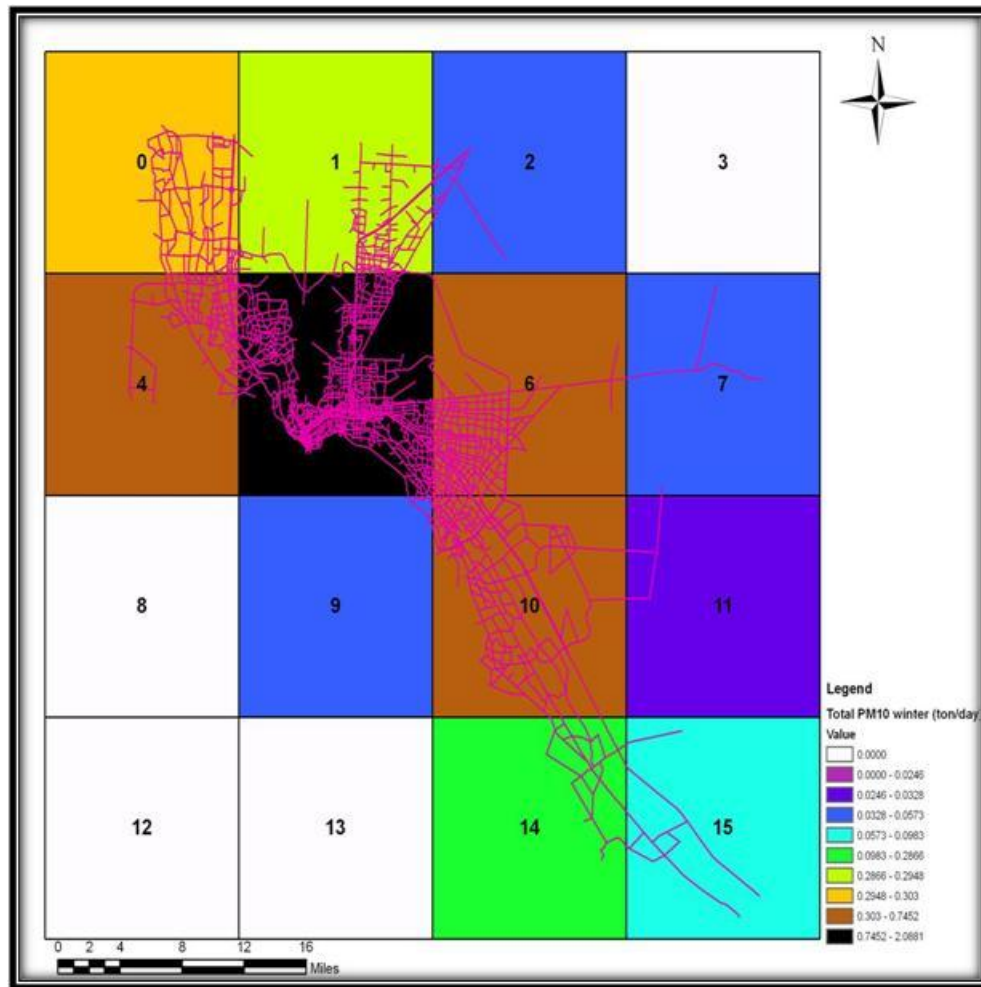 N
0 1 2 3
4 6 7
8 9 10 11
12 13 14 15
Legend
Total PM10 winter (ton/day)
Value
0.0000
0.0000 - 0.0246
0.0246 - 0.0328
0.0328 - 0.0573
0.0573 - 0.0983
0.0983 - 0.2866
0.2866 - 0.2948
0.2948 - 0.303
0.303 - 0.7452
0.7452 - 2.0881
0 2 4 8 12 16
Miles